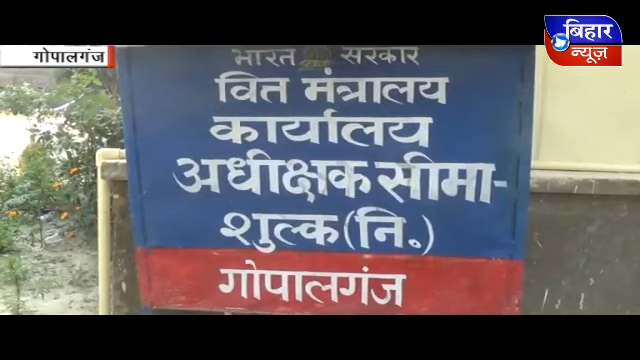 गोपालगंज
बिहार
न्यूज़
भारत सरकार
वित मंत्रालय
कार्यालय
अधीक्षक सीमा-
शुल्क (नि.)
गोपालगंज